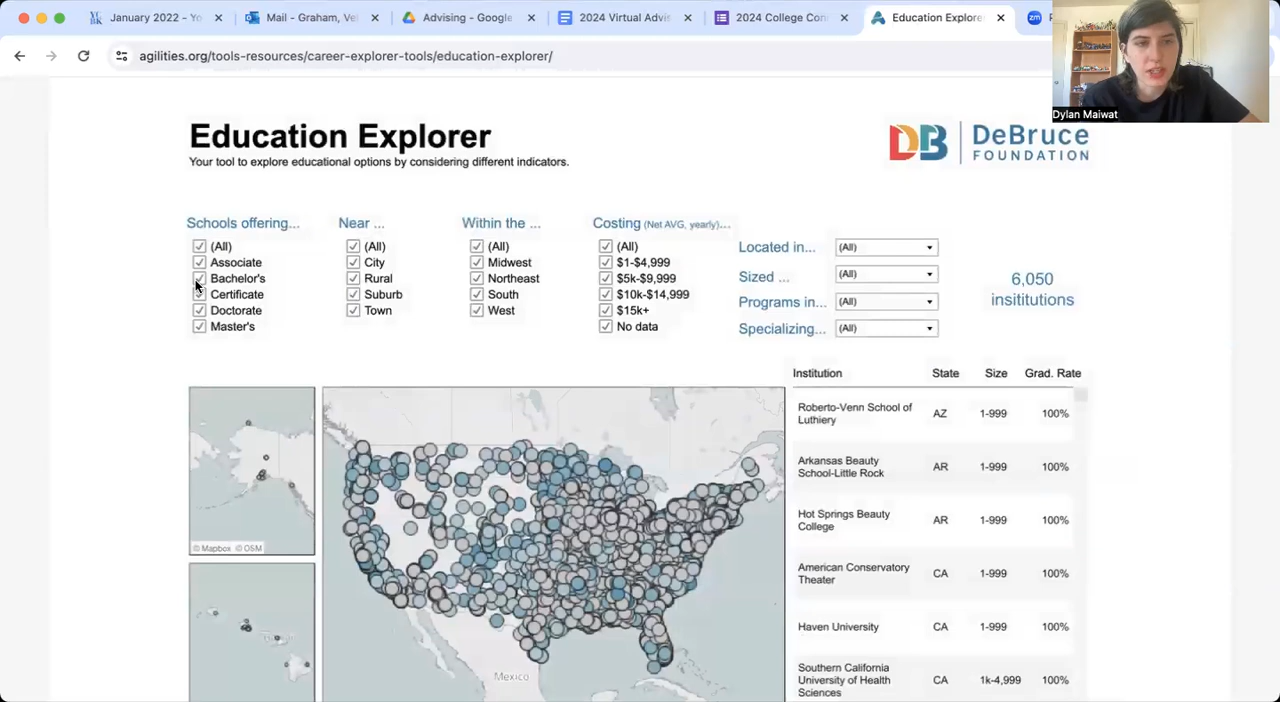 January 2022 - Yo
Mail - Graham, Ve
Advising - Google
2024 Virtual Advis
2024 College Con
Education Explore
zm
agilities.org/tools-resources/career-explorer-tools/education-explorer/
Dylan Maiwat
Education Explorer
Your tool to explore educational options by considering different indicators.
DB
DeBruce
FOUNDATION
Schools offering...
(All)
Associate
Bachelor's
Certificate
Doctorate
Master's
Near ...
(All)
City
Rural
Suburb
Town
Within the ...
(All)
Midwest
Northeast
South
West
Costing (Net AVG, yearly)...
(All)
$1-$4,999
$5k-$9,999
$10k-$14,999
$15k+
No data
Located in... (All)
Sized ... (All)
Programs in... (All)
Specializing... (All)
6,050
insititutions
Institution State Size Grad. Rate
Roberto-Venn School of
Luthiery AZ 1-999 100%
Arkansas Beauty
School-Little Rock AR 1-999 100%
Hot Springs Beauty
College AR 1-999 100%
American Conservatory
Theater CA 1-999 100%
Haven University CA 1-999 100%
Southern California
University of Health
Sciences CA 1k-4,999 100%
© Mapbox © OSM
Mexico